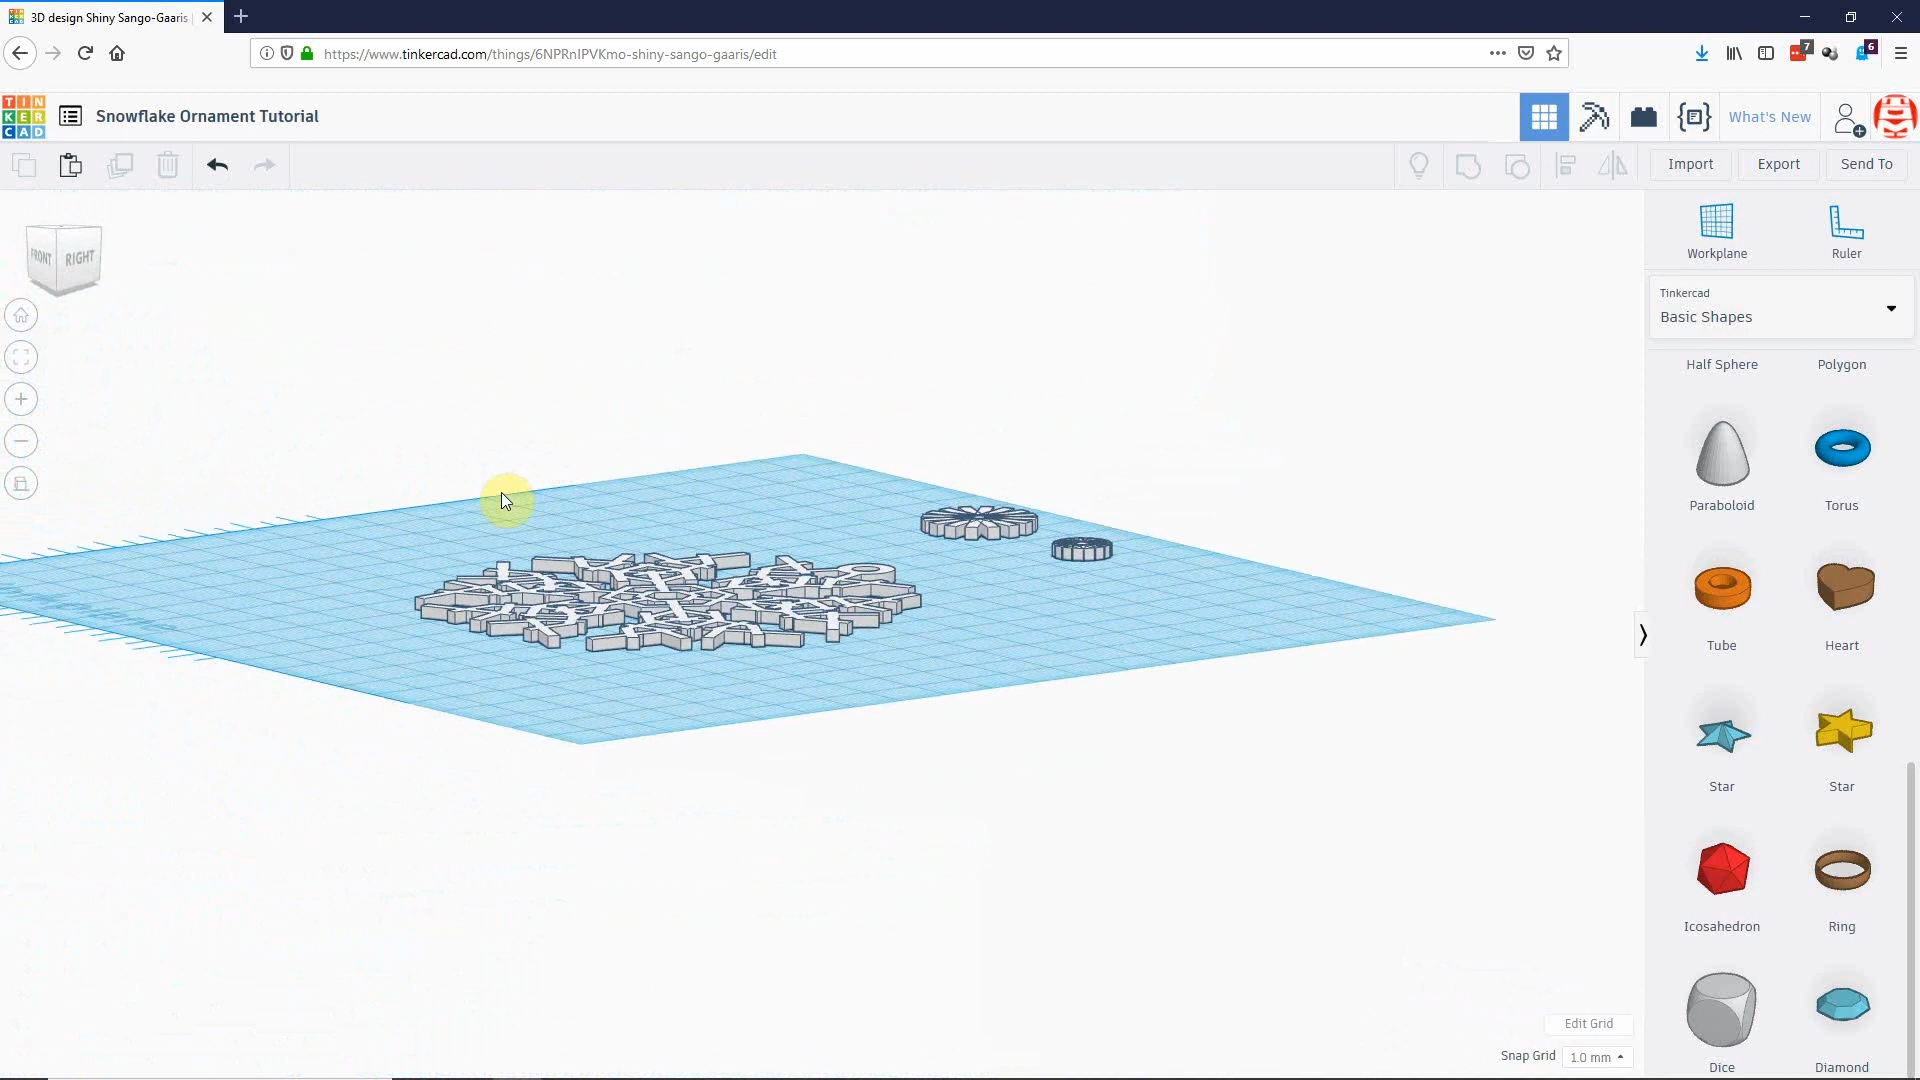 3D design Shiny Sango-Gaaris
https://www.tinkercad.com/things/6NPRnIPVKmo-shiny-sango-gaaris/edit
7
6
TIN
KER
CAD
Snowflake Ornament Tutorial
What's New
Import
Export
Send To
FRONT
RIGHT
Workplane
Ruler
Tinkercad
Basic Shapes
Half Sphere
Polygon
Paraboloid
Torus
Tube
Heart
Star
Star
Icosahedron
Ring
Dice
Diamond
Edit Grid
Snap Grid
1.0 mm